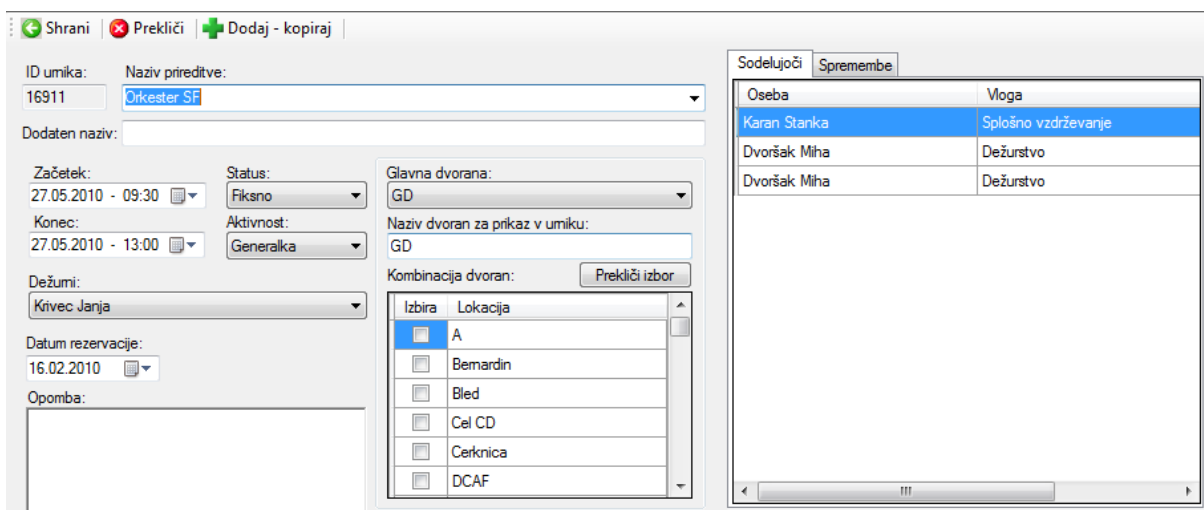 Shrani Prekliči Dodaj - kopiraj
ID urnika: Naziv prireditve:
16911 Orkester SF
Dodaten naziv:
Začetek: Status:
27.05.2010 - 09:30 Fiksno
Konec: Aktivnost:
27.05.2010 - 13:00 Generalka
Dežurni:
Krivec Janja
Datum rezervacije:
16.02.2010
Opomba:
Glavna dvorana:
GD
Naziv dvoran za prikaz v urniku:
GD
Kombinacija dvoran: Prekliči izbor
Izbira Lokacija
A
Bernardin
Bled
Cel CD
Cerknica
DCAF
Sodelujoči Spremembe
Oseba Vloga
Karan Stanka Splošno vzdrževanje
Dvoršak Miha Dežurstvo
Dvoršak Miha Dežurstvo